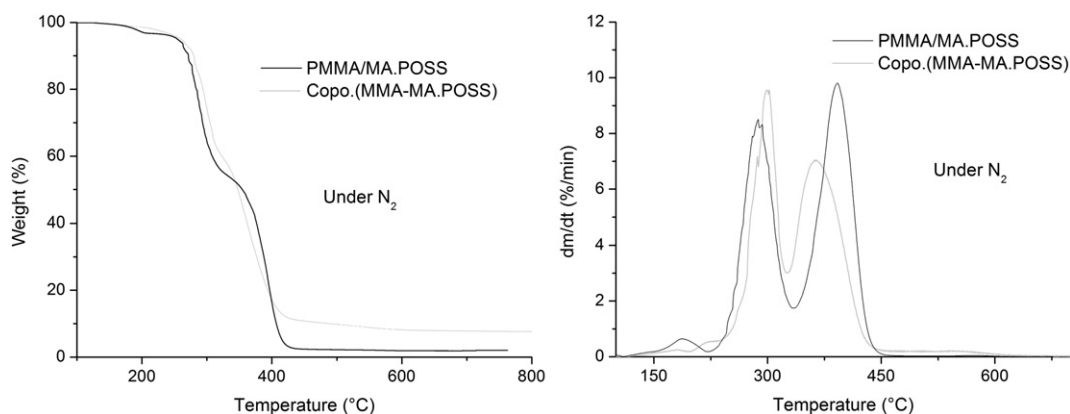 100
80
60
40
20
0
Weight (%)
PMMA/MA.POSS
Copo.(MMA-MA.POSS)
Under N₂
200
400
600
800
Temperature (°C)
12
10
8
6
4
2
0
dm/dt (%/min)
PMMA/MA.POSS
Copo.(MMA-MA.POSS)
Under N₂
150
300
450
600
Temperature (°C)